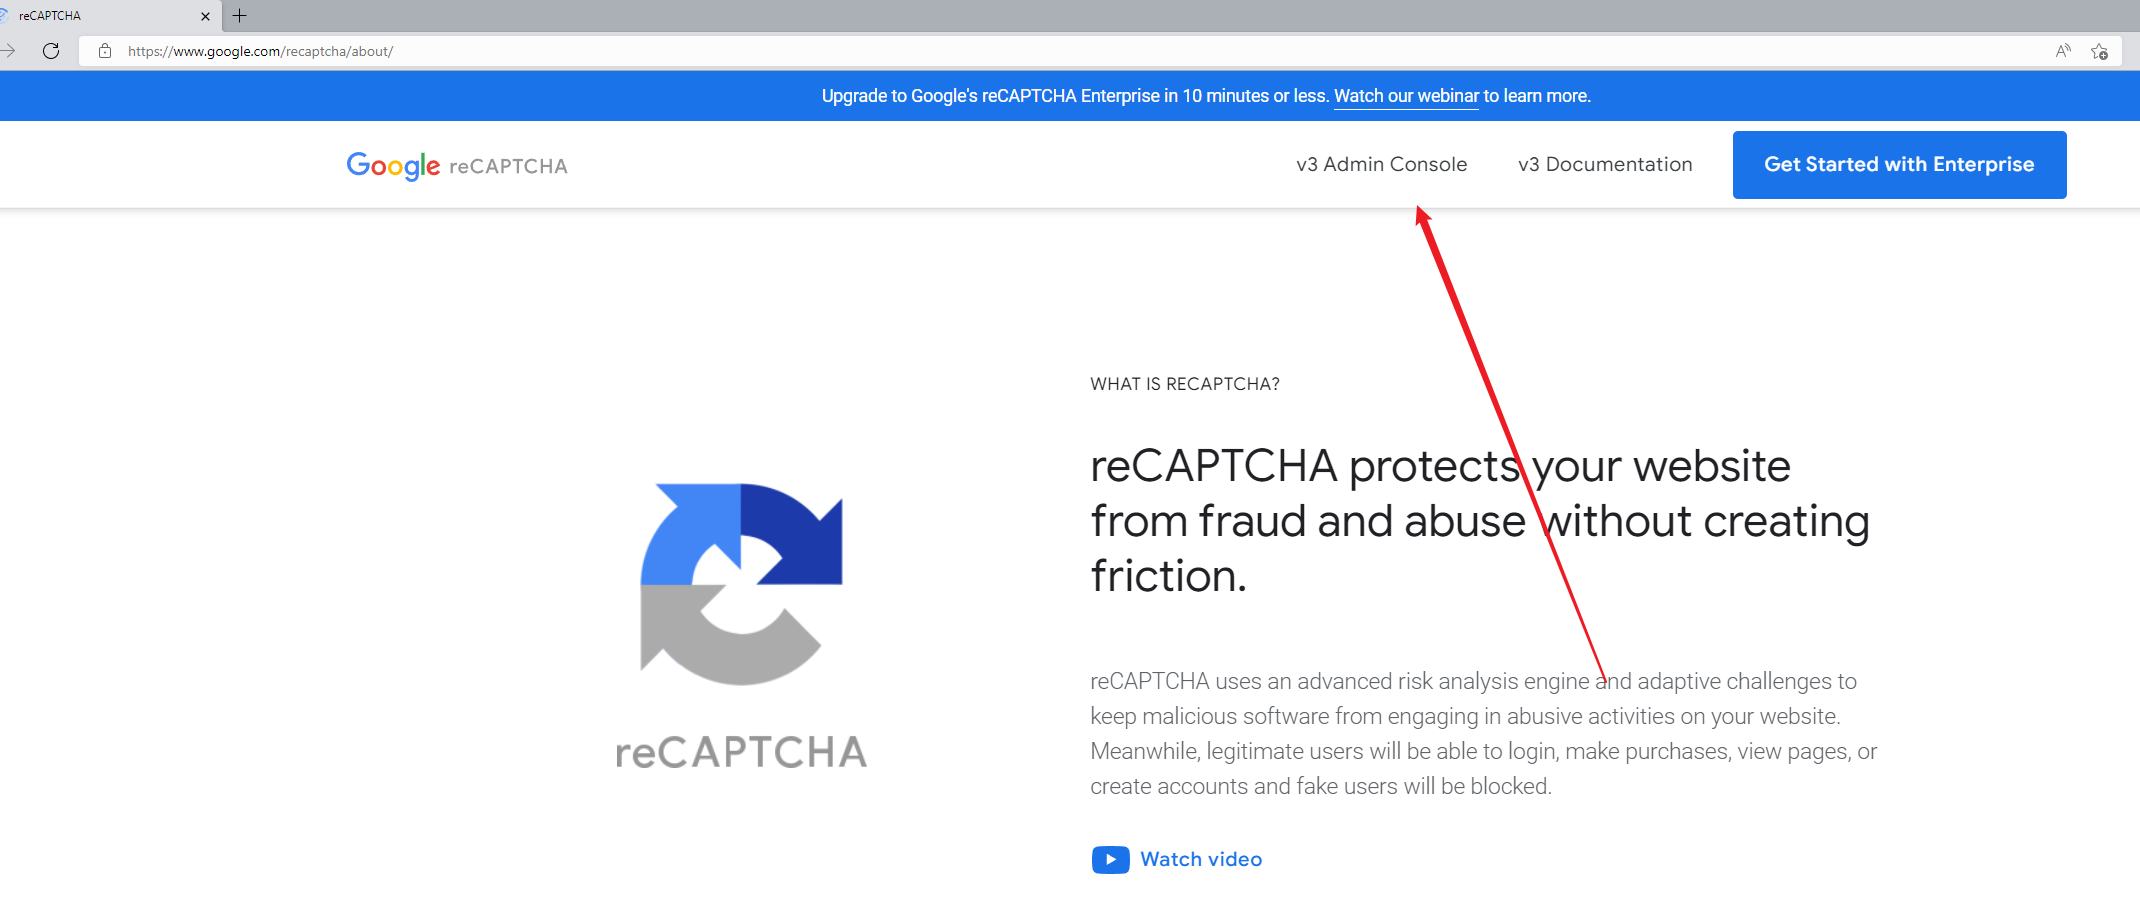 reCAPTCHA
https://www.google.com/recaptcha/about/
Upgrade to Google's reCAPTCHA Enterprise in 10 minutes or less. Watch our webinar to learn more.
Google reCAPTCHA
v3 Admin Console
v3 Documentation
Get Started with Enterprise
WHAT IS RECAPTCHA?
reCAPTCHA protects your website
from fraud and abuse without creating
friction.
reCAPTCHA uses an advanced risk analysis engine and adaptive challenges to
keep malicious software from engaging in abusive activities on your website.
Meanwhile, legitimate users will be able to login, make purchases, view pages, or
create accounts and fake users will be blocked.
reCAPTCHA
Watch video